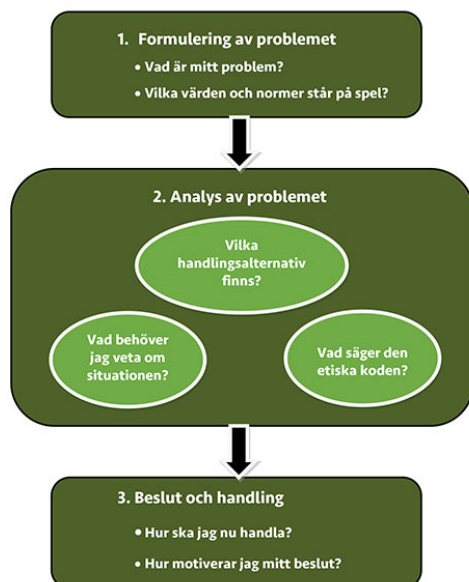 1. Formulering av problemet
• Vad är mitt problem?
• Vilka värden och normer står på spel?
2. Analys av problemet
Vilka
handlingsalternativ
finns?
Vad behöver
jag veta om
situationen?
Vad säger den
etiska koden?
3. Beslut och handling
• Hur ska jag nu handla?
• Hur motiverar jag mitt beslut?